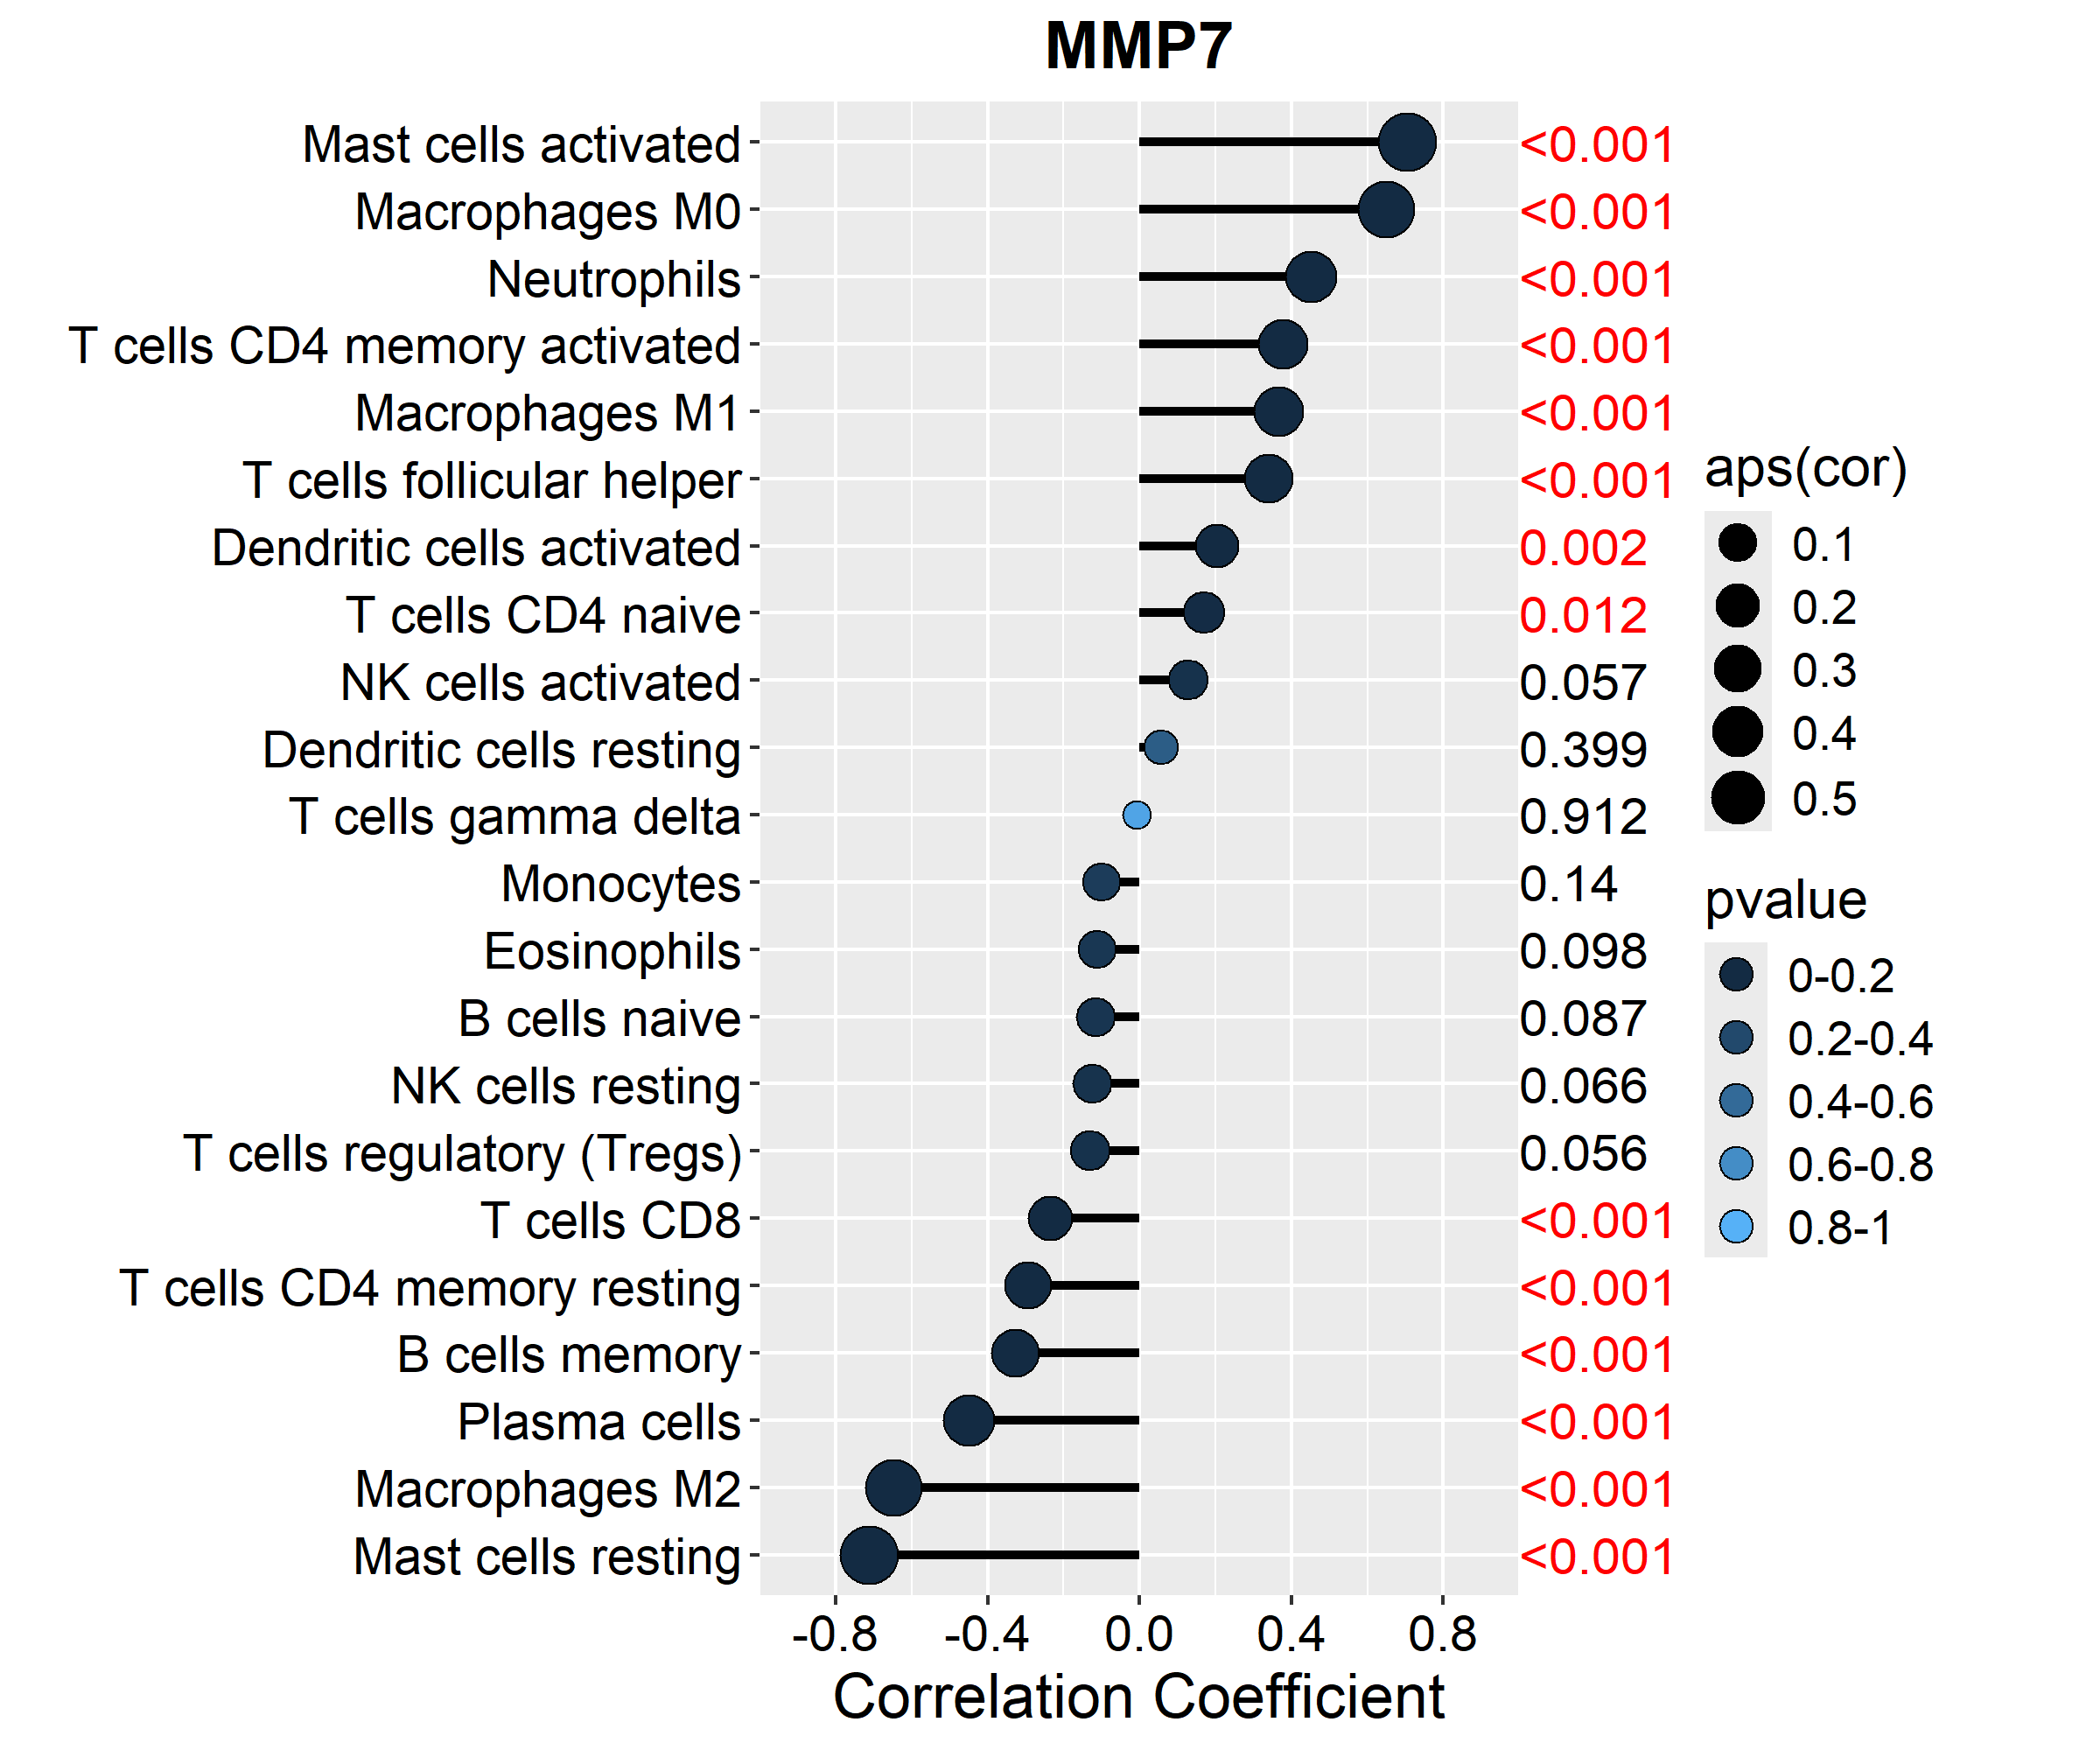 MMP7
Mast cells activated <0.001
Macrophages M0 <0.001
Neutrophils <0.001
T cells CD4 memory activated <0.001
Macrophages M1 <0.001
T cells follicular helper <0.001
Dendritic cells activated 0.002
T cells CD4 naive 0.012
NK cells activated 0.057
Dendritic cells resting 0.399
T cells gamma delta 0.912
Monocytes 0.14
Eosinophils 0.098
B cells naive 0.087
NK cells resting 0.066
T cells regulatory (Tregs) 0.056
T cells CD8 <0.001
T cells CD4 memory resting <0.001
B cells memory <0.001
Plasma cells <0.001
Macrophages M2 <0.001
Mast cells resting <0.001
-0.8 -0.4 0.0 0.4 0.8
Correlation Coefficient
aps(cor)
0.1
0.2
0.3
0.4
0.5
pvalue
0-0.2
0.2-0.4
0.4-0.6
0.6-0.8
0.8-1